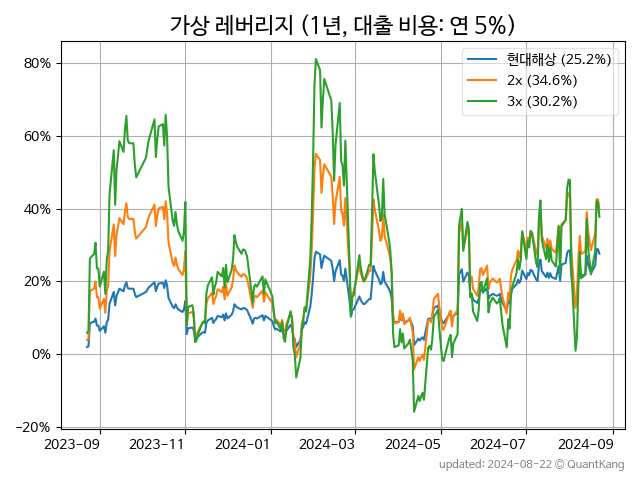 가상 레버리지 (1년, 대출 비용: 연 5%)
현대해상 (25.2%)
2x (34.6%)
3x (30.2%)
80%
60%
40%
20%
0%
−20%
2023-09 2023-11 2024-01 2024-03 2024-05 2024-07 2024-09
updated: 2024-08-22 © QuantKang